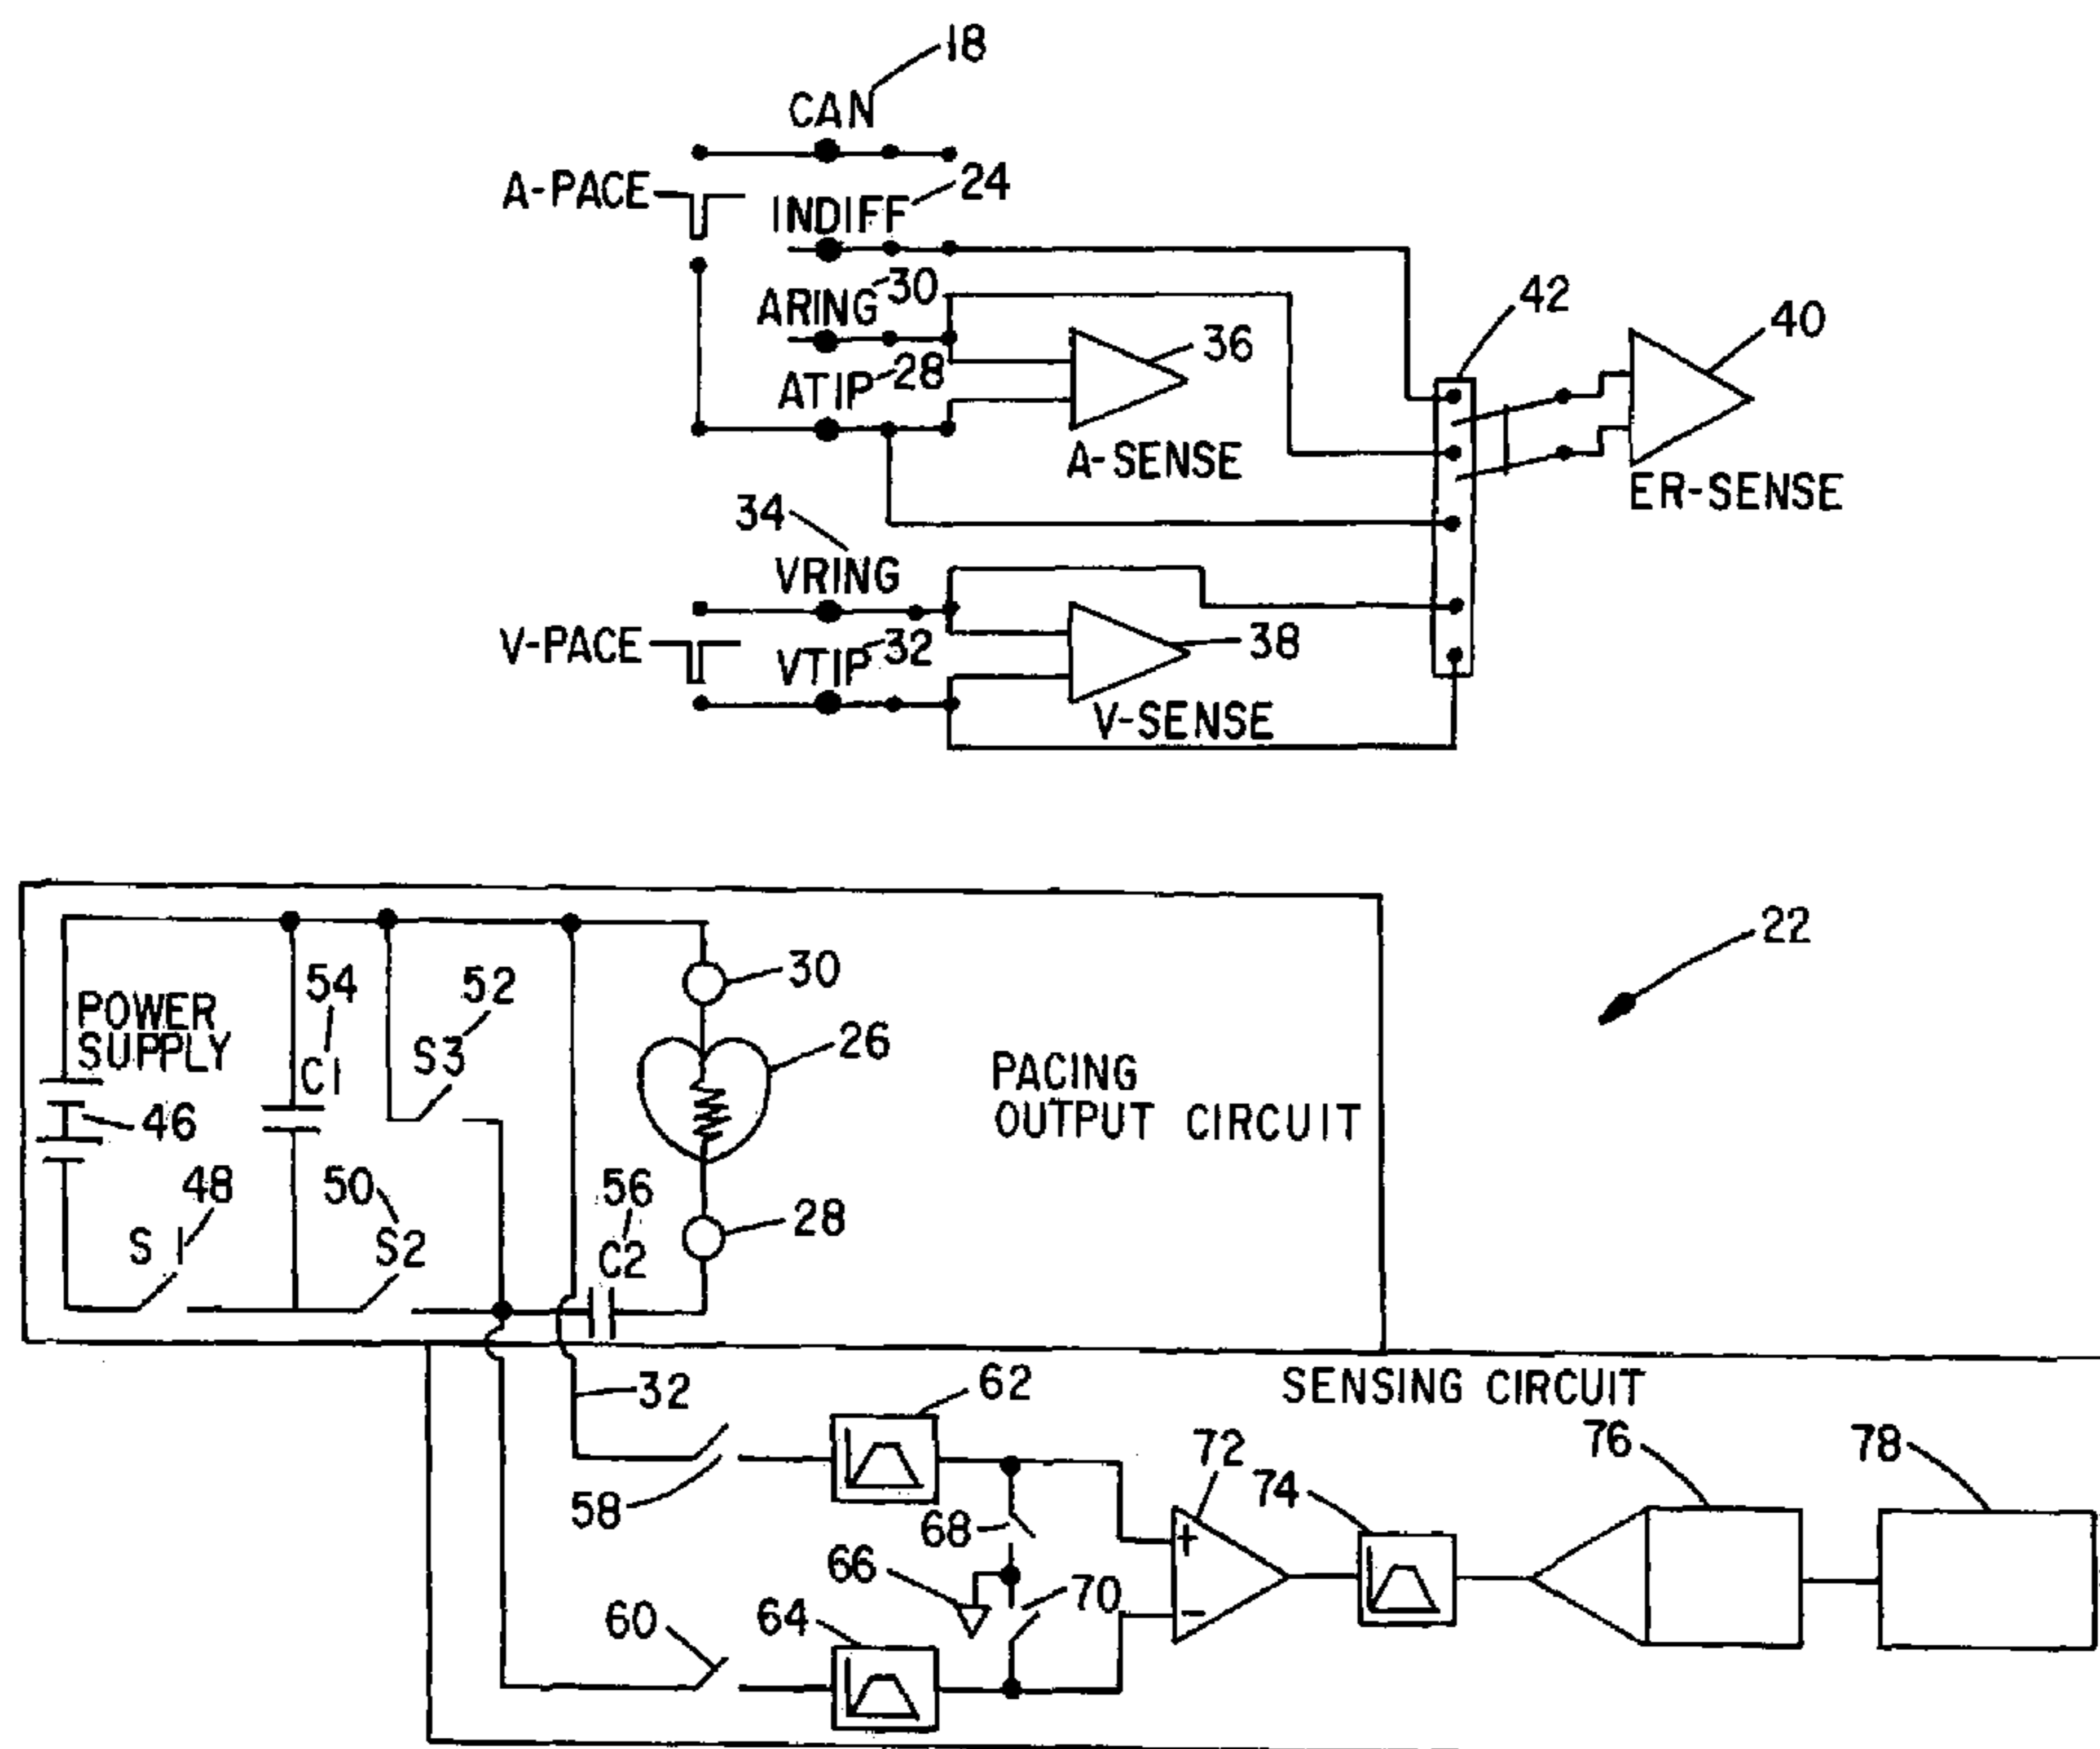 18
CAN
A-PACE
INDIFF 24
ARING 30
ATIP 28
36
42
40
A-SENSE
ER-SENSE
34
VRING
V-PACE
VTIP 32
38
V-SENSE
22
POWER
SUPPLY
54
C1
52
S3
30
26
PACING
OUTPUT CIRCUIT
46
48
S1
50
S2
56
C2
28
32
SENSING CIRCUIT
62
58
72
74
76
78
68
66
70
+
-
60
64